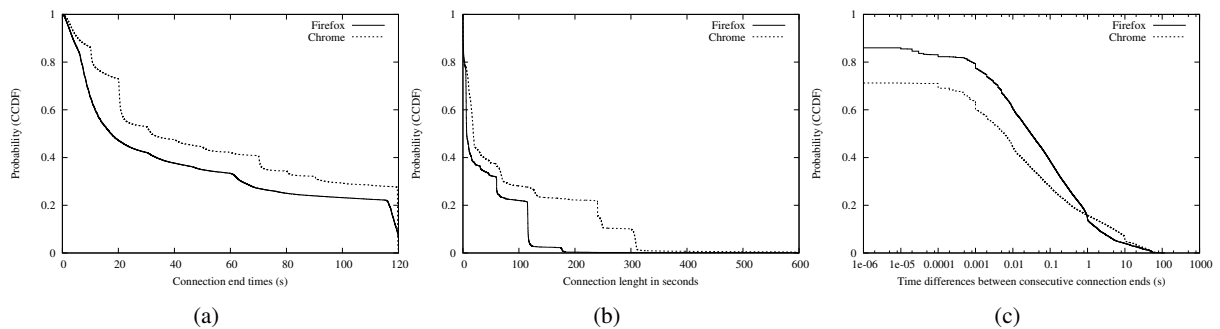 1
0.8
0.6
0.4
0.2
0
Probability (CCDF)
Firefox
Chrome
0 20 40 60 80 100 120
Connection end times (s)
(a)
1
0.8
0.6
0.4
0.2
0
Probability (CCDF)
Firefox
Chrome
0 100 200 300 400 500 600
Connection lenght in seconds
(b)
1
0.8
0.6
0.4
0.2
0
Probability (CCDF)
Firefox
Chrome
1e-06 1e-05 0.0001 0.001 0.01 0.1 1 10 100 1000
Time differences between consecutive connection ends (s)
(c)